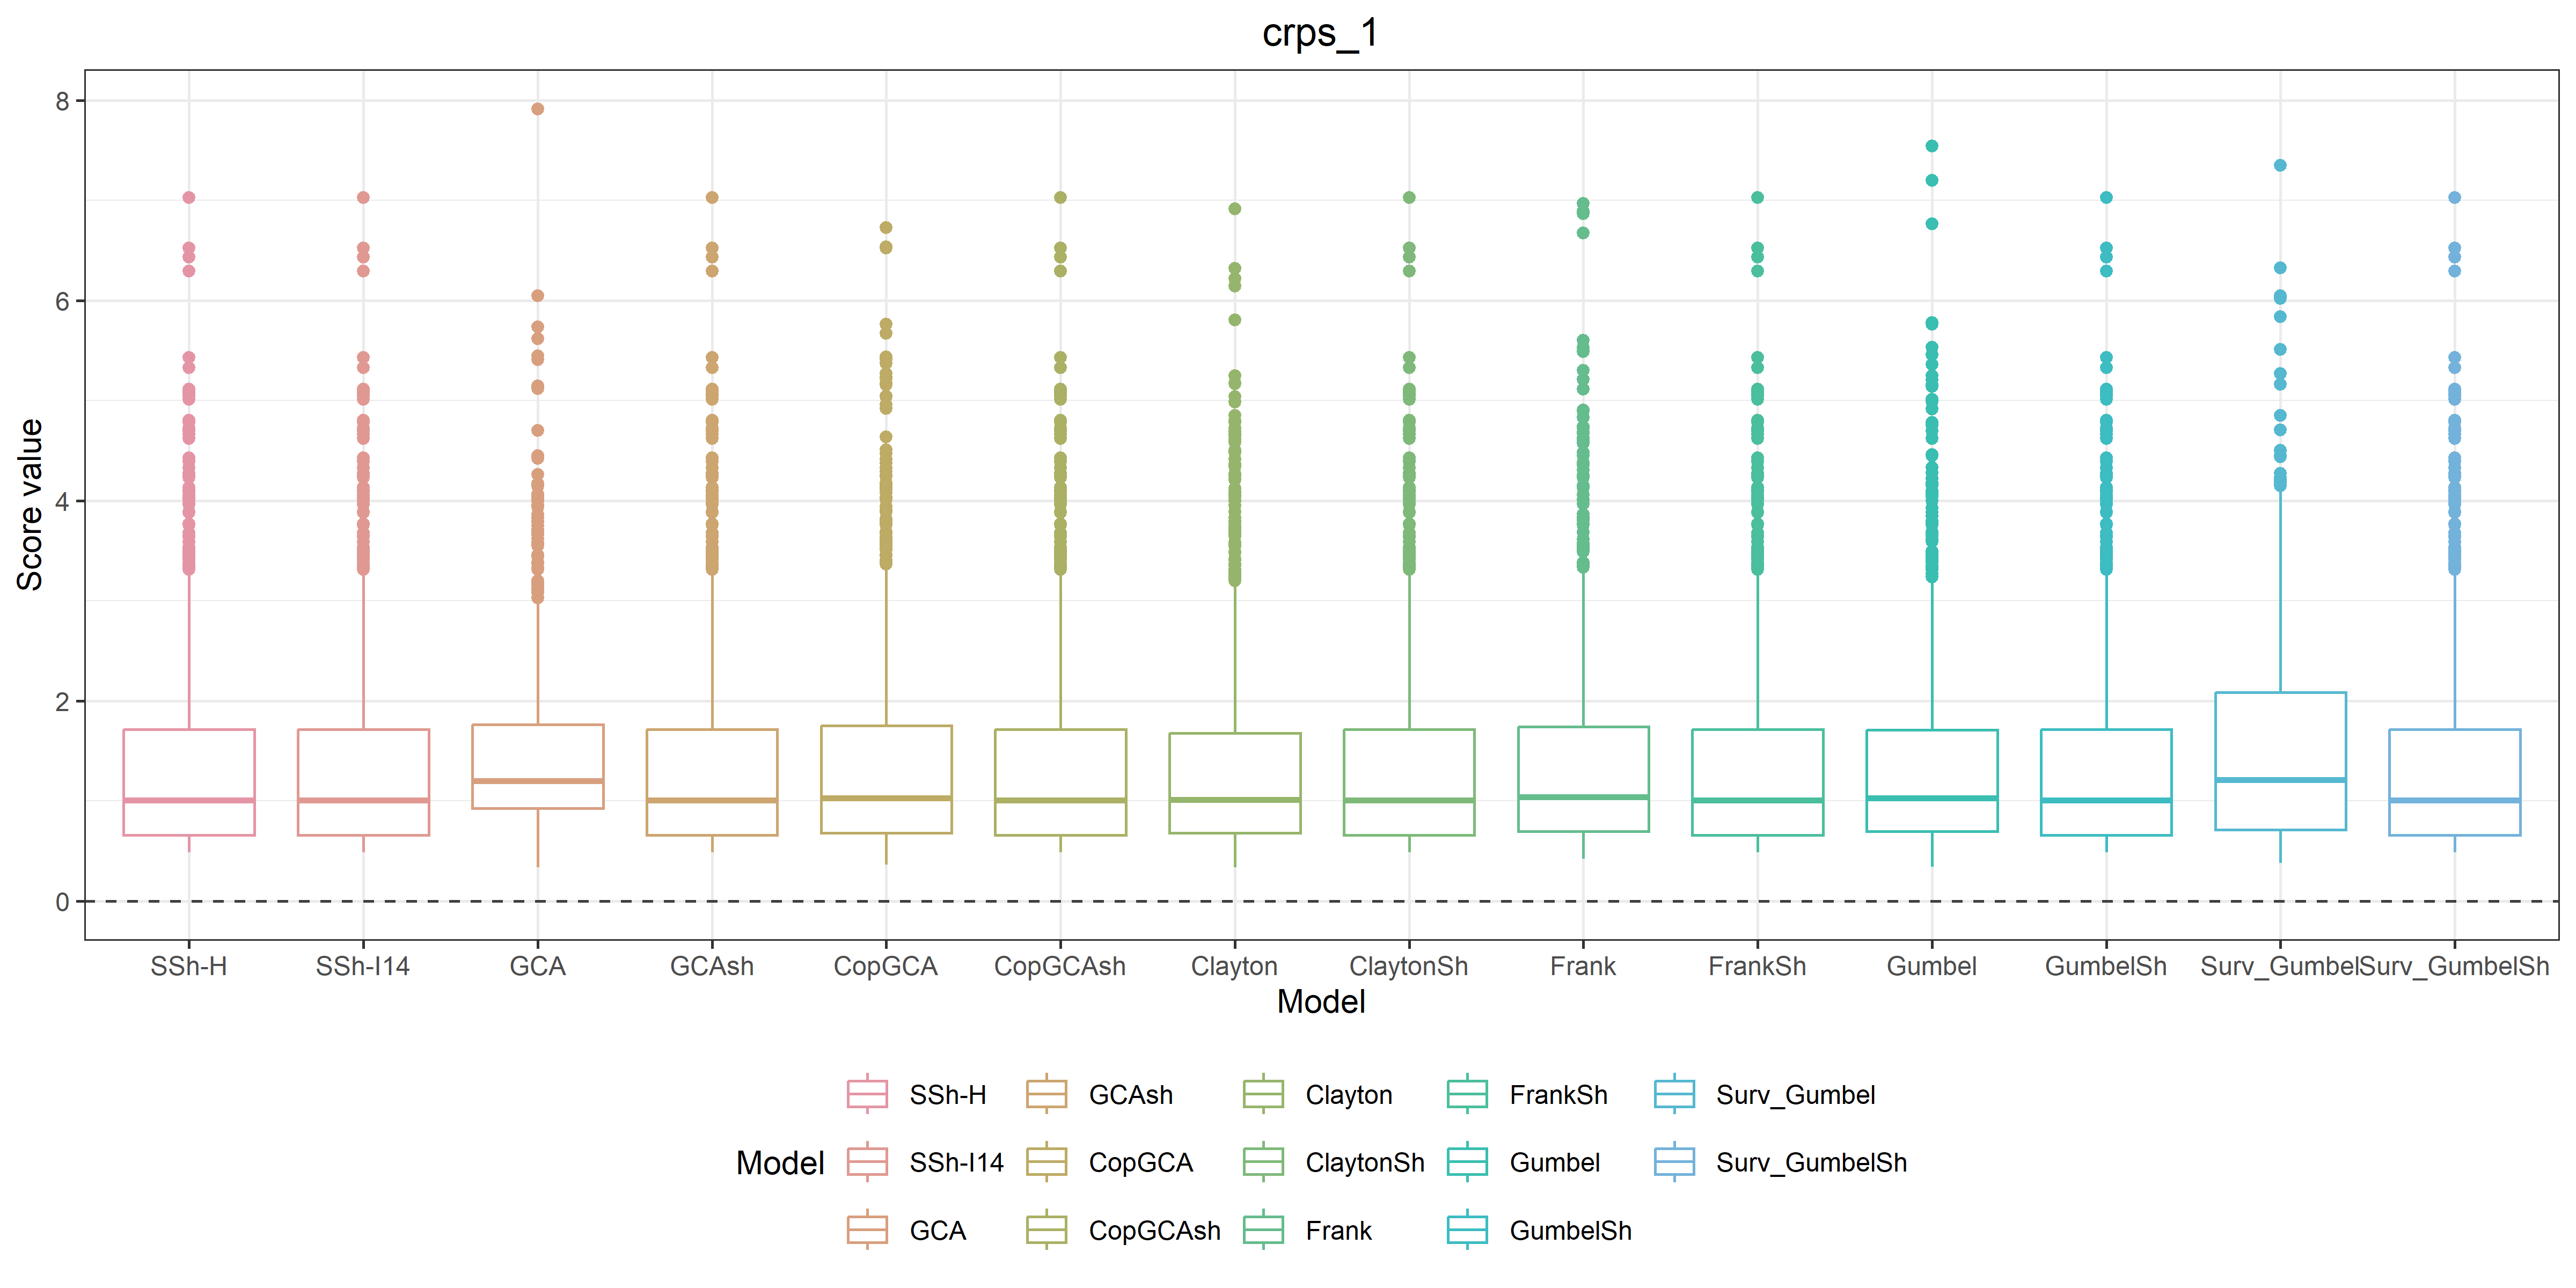 crps_1
8
6
4
2
0
Score value
SSh-H SSh-I14 GCA GCAsh CopGCA CopGCAsh Clayton ClaytonSh Frank FrankSh Gumbel GumbelSh Surv_Gumbel Surv_GumbelSh
Model
SSh-H GCAsh Clayton FrankSh Surv_Gumbel
Model SSh-I14 CopGCA ClaytonSh Gumbel Surv_GumbelSh
GCA CopGCAsh Frank GumbelSh